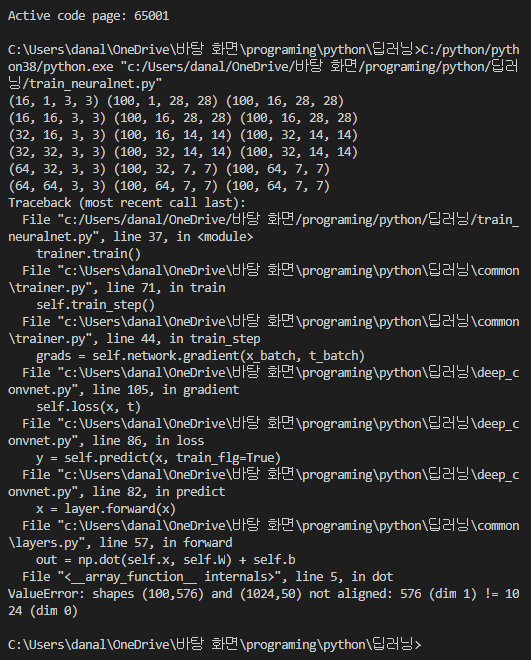 Active code page: 65001
C:\Users\danal\OneDrive\바탕 화면\programing\python\딥러닝>C:/python/pyth
on38/python.exe "c:/Users/danal/OneDrive/바탕 화면/programing/python/딥러
닝/train_neuralnet.py"
(16, 1, 3, 3) (100, 1, 28, 28) (100, 16, 28, 28)
(16, 16, 3, 3) (100, 16, 28, 28) (100, 16, 28, 28)
(32, 16, 3, 3) (100, 16, 14, 14) (100, 32, 14, 14)
(32, 32, 3, 3) (100, 32, 14, 14) (100, 32, 14, 14)
(64, 32, 3, 3) (100, 32, 7, 7) (100, 64, 7, 7)
(64, 64, 3, 3) (100, 64, 7, 7) (100, 64, 7, 7)
Traceback (most recent call last):
  File "c:/Users/danal/OneDrive/바탕 화면/programing/python/딥러닝/train_
neuralnet.py", line 37, in <module>
    trainer.train()
  File "c:\Users\danal\OneDrive\바탕 화면\programing\python\딥러닝\common
\trainer.py", line 71, in train
    self.train_step()
  File "c:\Users\danal\OneDrive\바탕 화면\programing\python\딥러닝\common
\trainer.py", line 44, in train_step
    grads = self.network.gradient(x_batch, t_batch)
  File "c:\Users\danal\OneDrive\바탕 화면\programing\python\딥러닝\deep_c
onvnet.py", line 105, in gradient
    self.loss(x, t)
  File "c:\Users\danal\OneDrive\바탕 화면\programing\python\딥러닝\deep_c
onvnet.py", line 86, in loss
    y = self.predict(x, train_flg=True)
  File "c:\Users\danal\OneDrive\바탕 화면\programing\python\딥러닝\deep_c
onvnet.py", line 82, in predict
    x = layer.forward(x)
  File "c:\Users\danal\OneDrive\바탕 화면\programing\python\딥러닝\common
\layers.py", line 57, in forward
    out = np.dot(self.x, self.W) + self.b
  File "<__array_function__ internals>", line 5, in dot
ValueError: shapes (100,576) and (1024,50) not aligned: 576 (dim 1) != 10
24 (dim 0)
C:\Users\danal\OneDrive\바탕 화면\programing\python\딥러닝>